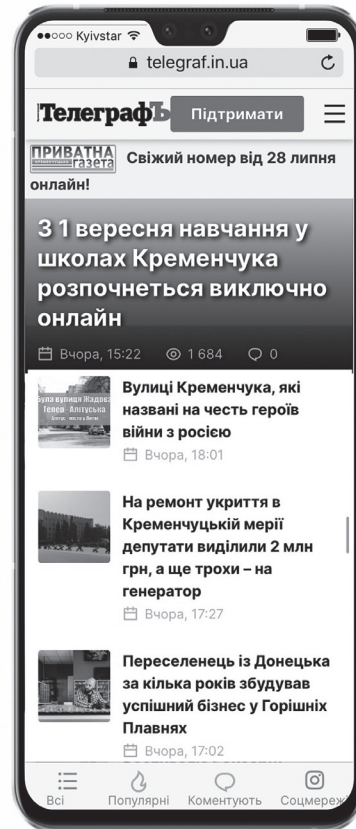 Kyivstar
telegraf.in.ua
ТелеграфЪ
Підтримати
ПРИВАТНА
газета
Свіжий номер від 28 липня
онлайн!
З 1 вересня навчання у
школах Кременчука
розпочнеться виключно
онлайн
Вчора, 15:22 1 684 0
Вулиці Кременчука, які
названі на честь героїв
війни з росією
Вчора, 18:01
На ремонт укриття в
Кременчуцькій мерії
депутати виділили 2 млн
грн, а ще трохи – на
генератор
Вчора, 17:27
Переселенець із Донецька
за кілька років збудував
успішний бізнес у Горішніх
Плавнях
Вчора, 17:02
Всі Популярні Коментують Соцмереж